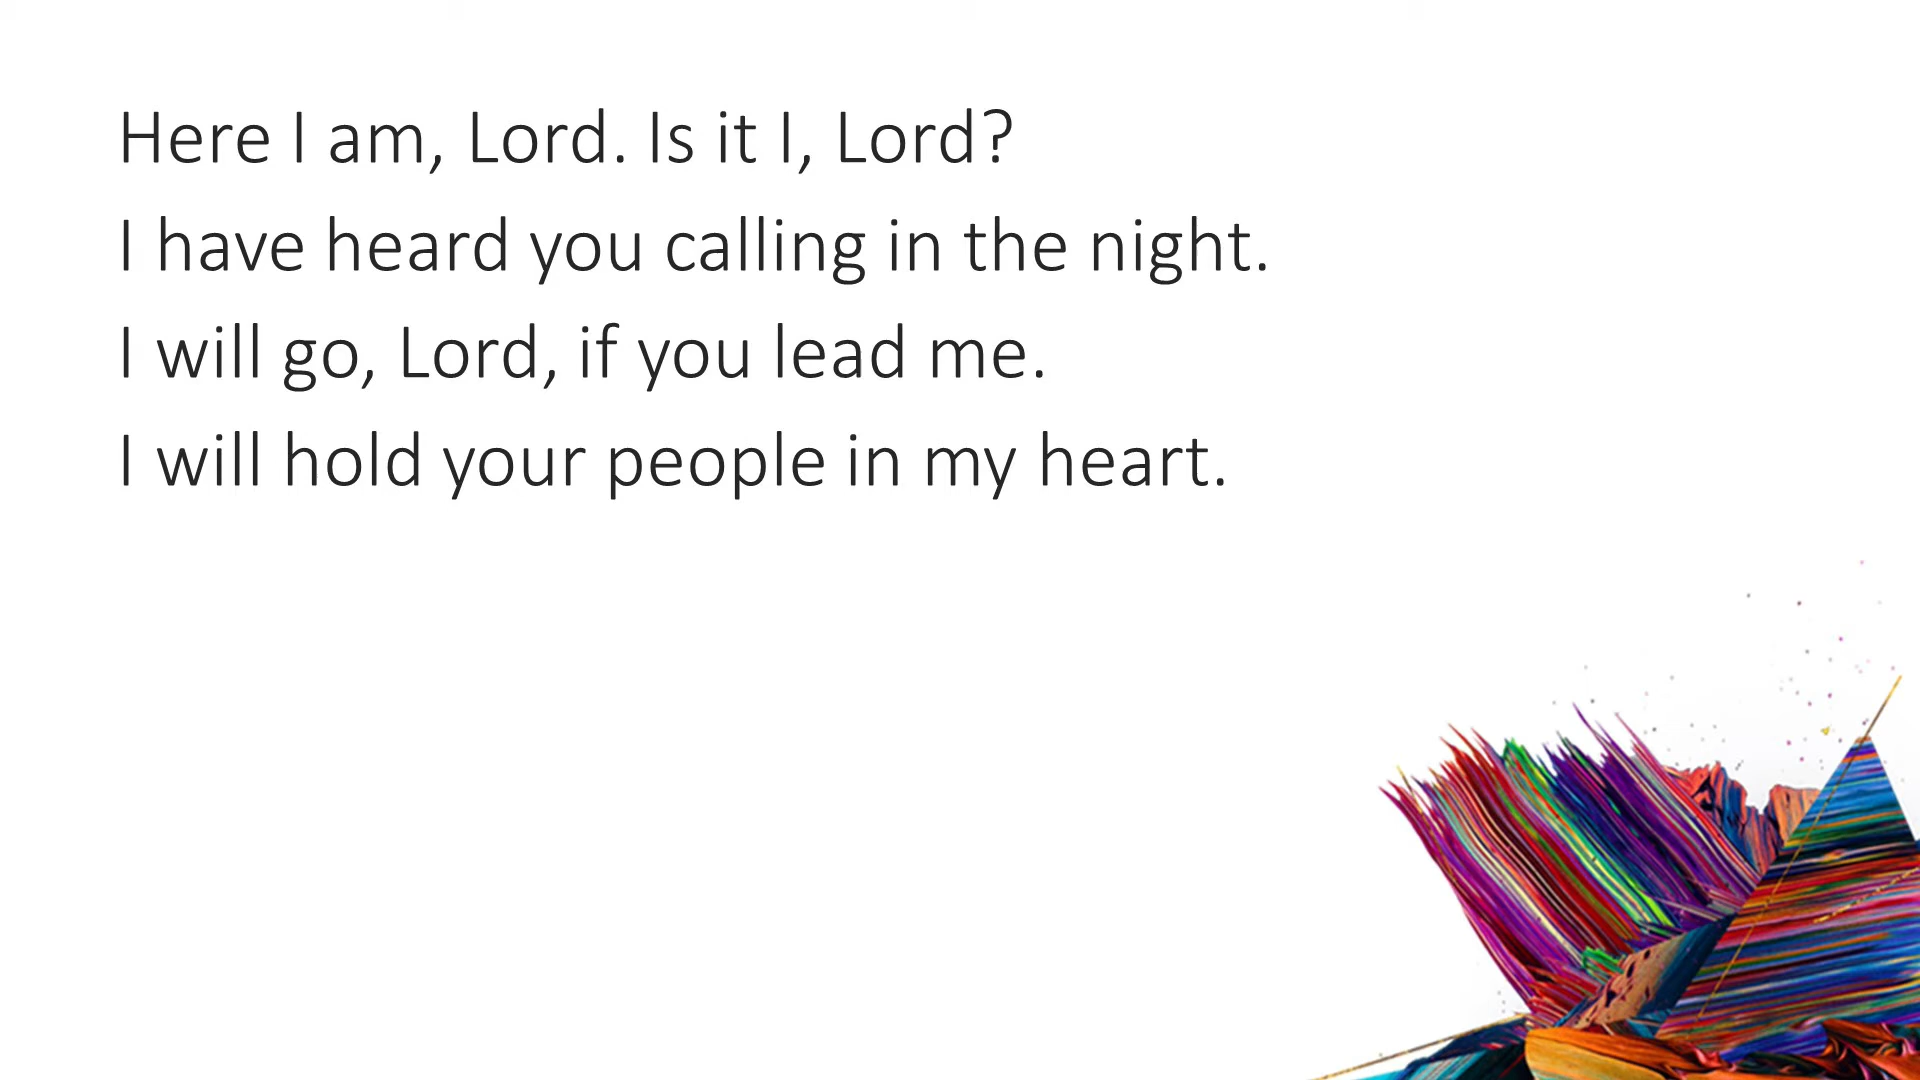 Here I am, Lord. Is it I, Lord?
I have heard you calling in the night.
I will go, Lord, if you lead me.
I will hold your people in my heart.